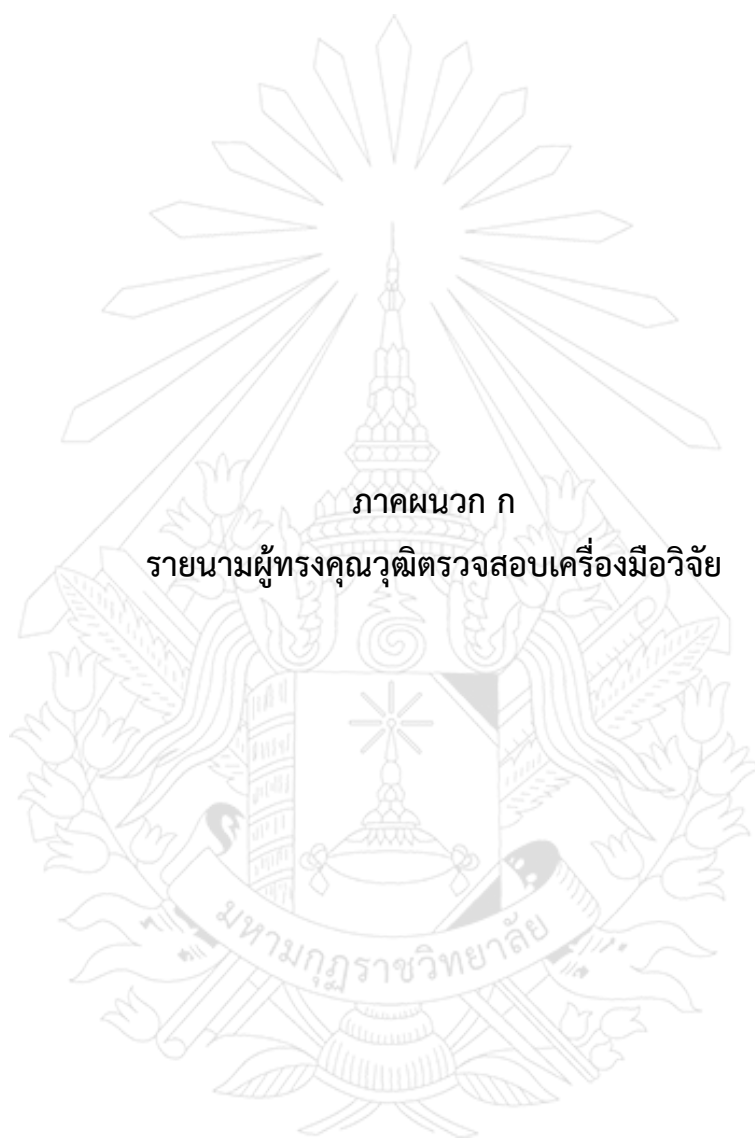 ภาคผนวก ก
รายนามผู้ทรงคุณวุฒิตรวจสอบเครื่องมือวิจัย
มหามกุฏราชวิทยาลัย